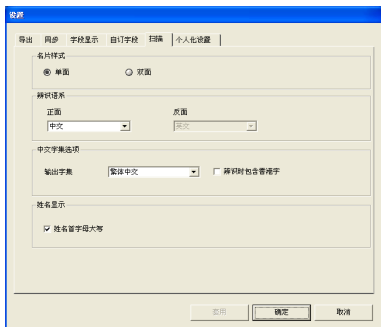 设置
导出 同步 字段显示 自订字段 扫描 个人化设置
名片样式
单面 双面
辨识语系
正面 反面
中文 英文
中文字集选项
输出字集 繁体中文 辨识时包含香港字
姓名显示
姓名首字母大写
套用 确定 取消